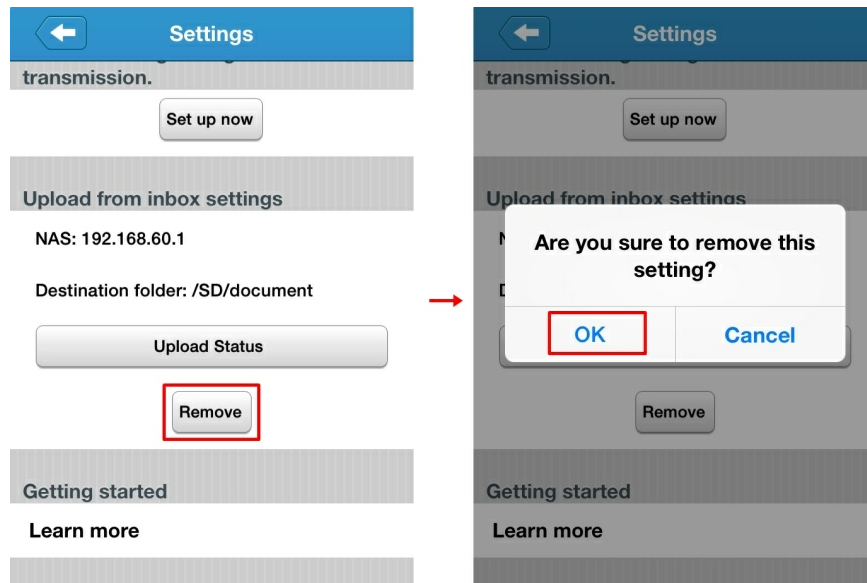 Settings
transmission.
Set up now
Upload from inbox settings
NAS: 192.168.60.1
Destination folder: /SD/document
Upload Status
Remove
Getting started
Learn more
Settings
transmission.
Set up now
Upload from inbox settings
Are you sure to remove this
setting?
OK
Cancel
Remove
Getting started
Learn more